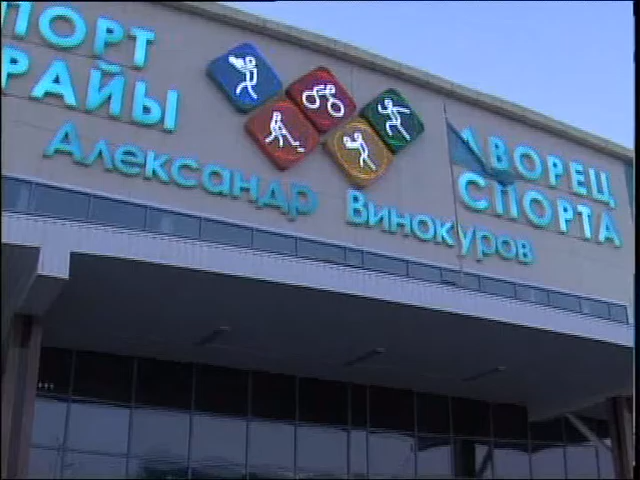 ПОРТ
РАЙЫ
ДВОРЕЦ
СПОРТА
Александр Винокуров